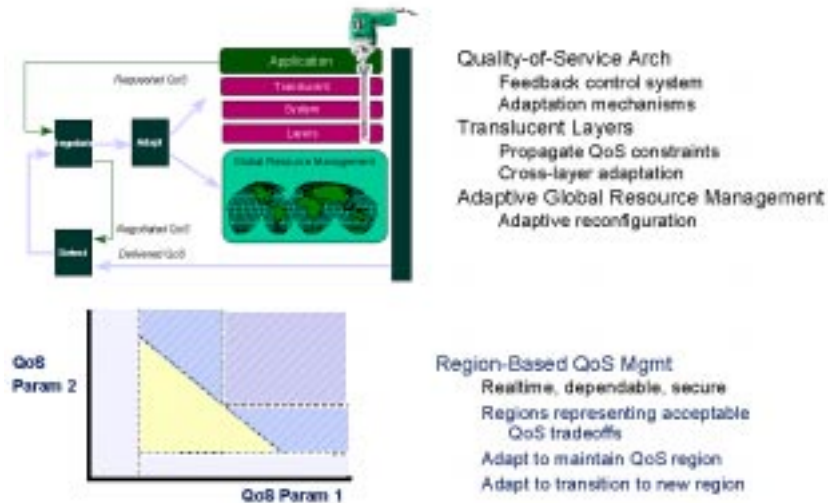 Application
Translucent
System
Layers
Global Resource Management
Requested QoS
Negotiate
Adapt
Negotiated QoS
Delivered QoS
Detect
Quality-of-Service Arch
Feedback control system
Adaptation mechanisms
Translucent Layers
Propagate QoS constraints
Cross-layer adaptation
Adaptive Global Resource Management
Adaptive reconfiguration
QoS
Param 2
QoS Param 1
Region-Based QoS Mgmt
Realtime, dependable, secure
Regions representing acceptable
QoS tradeoffs
Adapt to maintain QoS region
Adapt to transition to new region